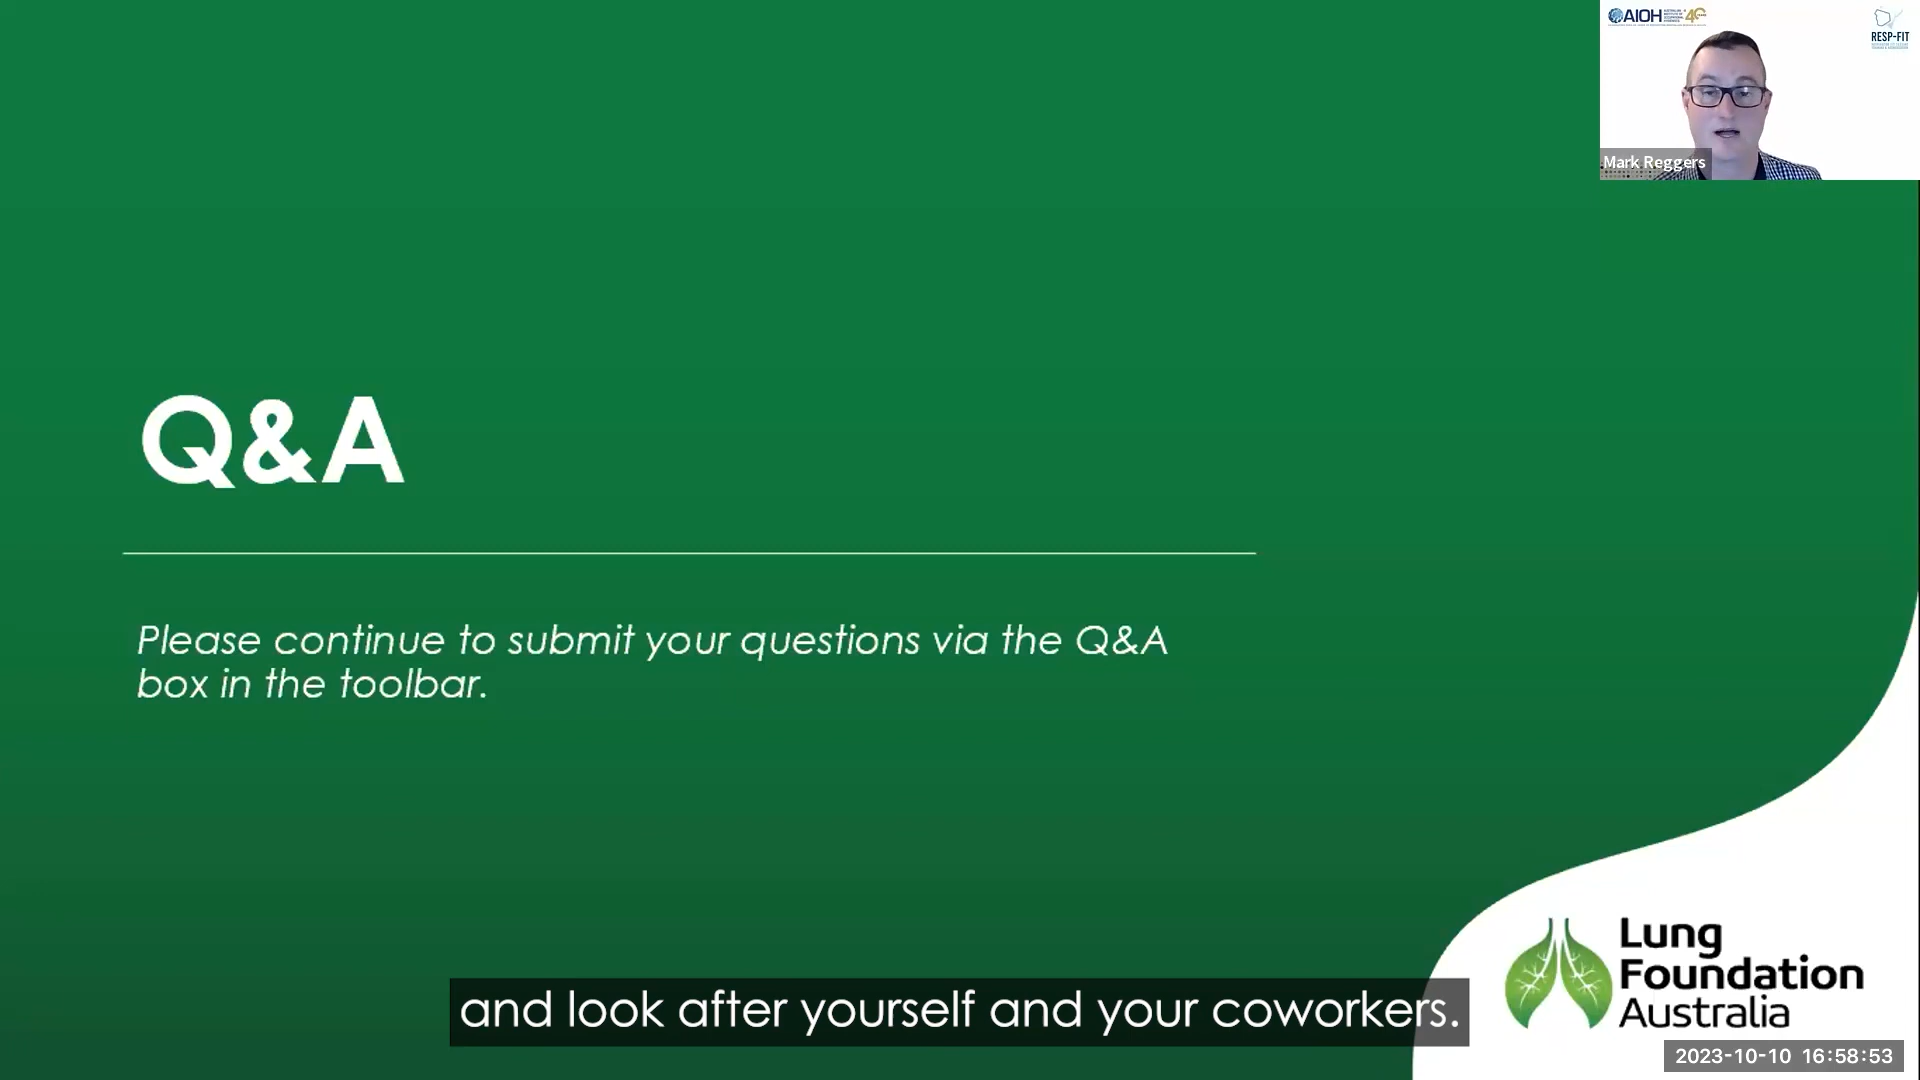 AIOH
40
RESP-FIT
Mark Reggers
Q&A
Please continue to submit your questions via the Q&A
box in the toolbar.
and look after yourself and your coworkers.
Lung
Foundation
Australia
2023-10-10 16:58:53